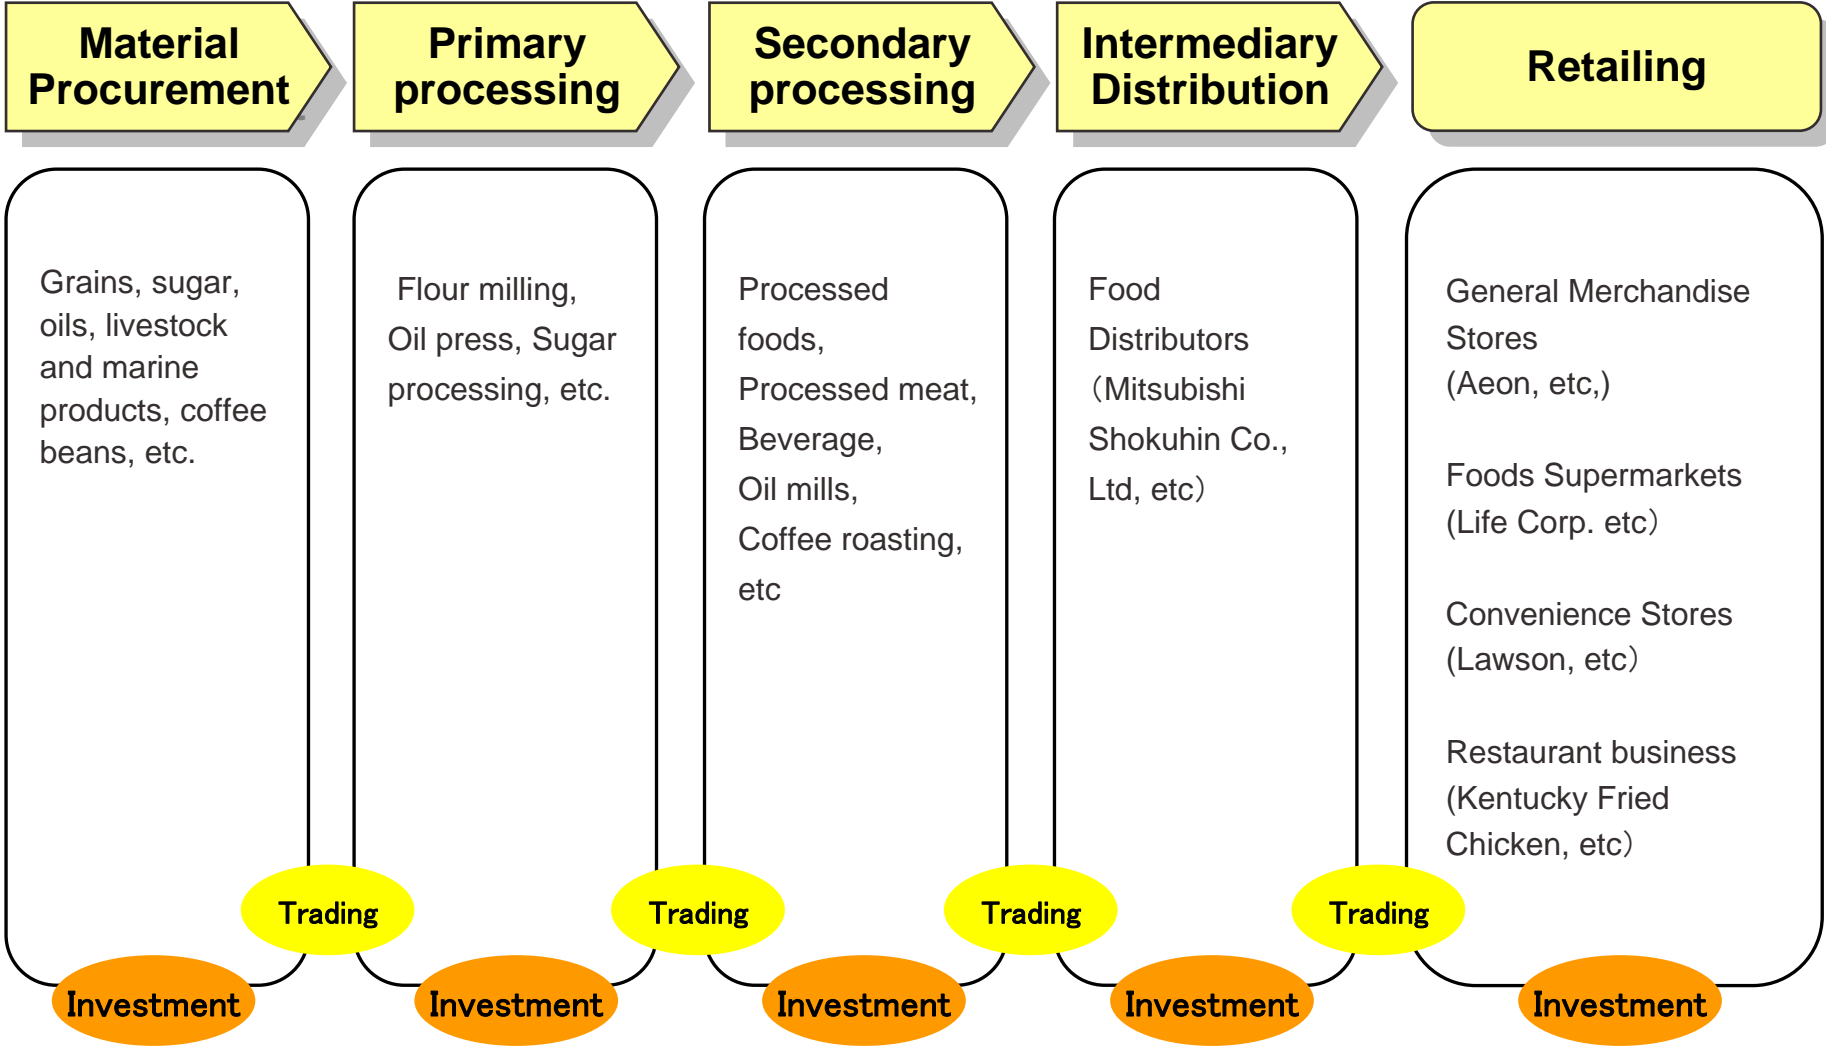 Material
Procurement
Primary
processing
Secondary
processing
Intermediary
Distribution
Retailing
Grains, sugar,
oils, livestock
and marine
products, coffee
beans, etc.
Flour milling,
Oil press, Sugar
processing, etc.
Processed
foods,
Processed meat,
Beverage,
Oil mills,
Coffee roasting,
etc
Food
Distributors
（Mitsubishi
Shokuhin Co.,
Ltd, etc）
General Merchandise
Stores
(Aeon, etc,)
Foods Supermarkets
(Life Corp. etc）
Convenience Stores
(Lawson, etc）
Restaurant business
(Kentucky Fried
Chicken, etc）
Trading
Trading
Trading
Trading
Investment
Investment
Investment
Investment
Investment